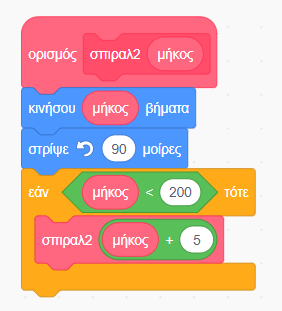 ορισμός σπιραλ2 μήκος
κινήσου μήκος βήματα
στρίψε 90 μοίρες
εάν μήκος < 200 τότε
σπιραλ2 μήκος + 5